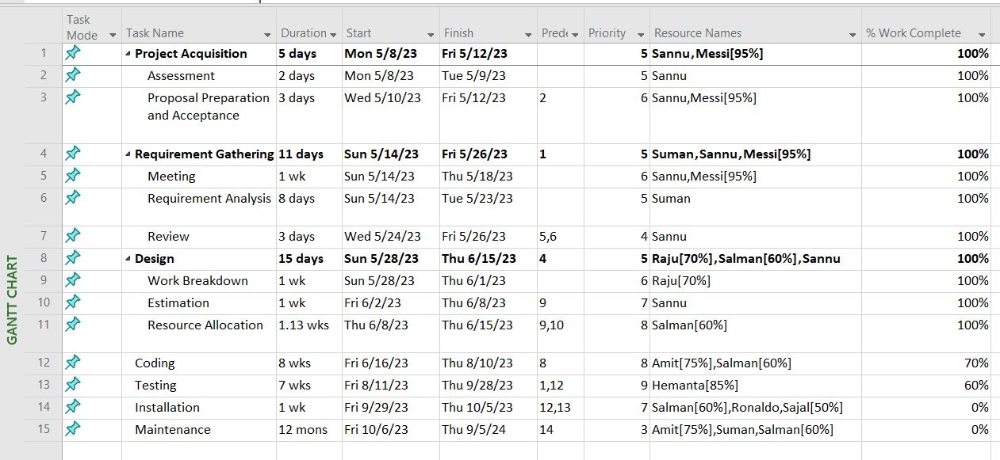 Task Mode Task Name Duration Start Finish Prede Priority Resource Names % Work Complete
1 Project Acquisition 5 days Mon 5/8/23 Fri 5/12/23 5 Sannu,Messi[95%] 100%
2 Assessment 2 days Mon 5/8/23 Tue 5/9/23 5 Sannu 100%
3 Proposal Preparation 3 days Wed 5/10/23 Fri 5/12/23 2 6 Sannu,Messi[95%] 100%
and Acceptance
4 Requirement Gathering 11 days Sun 5/14/23 Fri 5/26/23 1 5 Suman,Sannu,Messi[95%] 100%
5 Meeting 1 wk Sun 5/14/23 Thu 5/18/23 6 Sannu,Messi[95%] 100%
6 Requirement Analysis 8 days Sun 5/14/23 Tue 5/23/23 5 Suman 100%
7 Review 3 days Wed 5/24/23 Fri 5/26/23 5,6 4 Sannu 100%
8 Design 15 days Sun 5/28/23 Thu 6/15/23 4 5 Raju[70%],Salman[60%],Sannu 100%
9 Work Breakdown 1 wk Sun 5/28/23 Thu 6/1/23 6 Raju[70%] 100%
10 Estimation 1 wk Fri 6/2/23 Thu 6/8/23 9 7 Sannu 100%
11 Resource Allocation 1.13 wks Thu 6/8/23 Thu 6/15/23 9,10 8 Salman[60%] 100%
12 Coding 8 wks Fri 6/16/23 Thu 8/10/23 8 8 Amit[75%],Salman[60%] 70%
13 Testing 7 wks Fri 8/11/23 Thu 9/28/23 1,12 9 Hemanta[85%] 60%
14 Installation 1 wk Fri 9/29/23 Thu 10/5/23 12,13 7 Salman[60%],Ronaldo,Sajal[50%] 0%
15 Maintenance 12 mons Fri 10/6/23 Thu 9/5/24 14 3 Amit[75%],Suman,Salman[60%] 0%
GANTT CHART